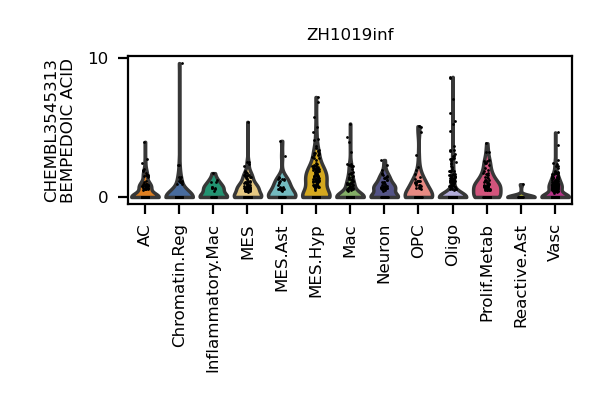 ZH1019inf
CHEMBL3545313
BEMPEDOIC ACID
10
0
AC
Chromatin.Reg
Inflammatory.Mac
MES
MES.Ast
MES.Hyp
Mac
Neuron
OPC
Oligo
Prolif.Metab
Reactive.Ast
Vasc